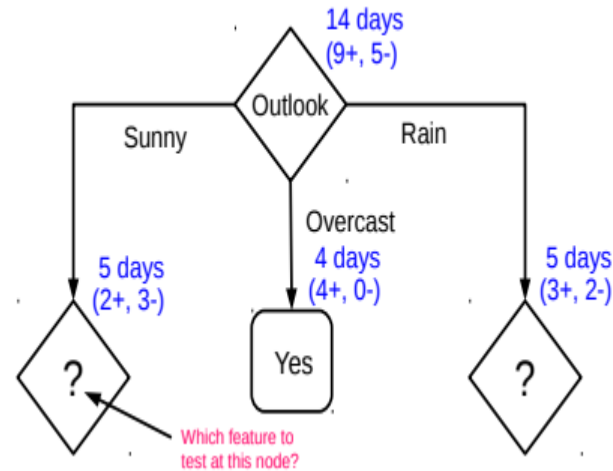 14 days
(9+, 5-)
Outlook
Sunny
Rain
Overcast
5 days
(2+, 3-)
4 days
(4+, 0-)
5 days
(3+, 2-)
?
Yes
?
Which feature to
test at this node?